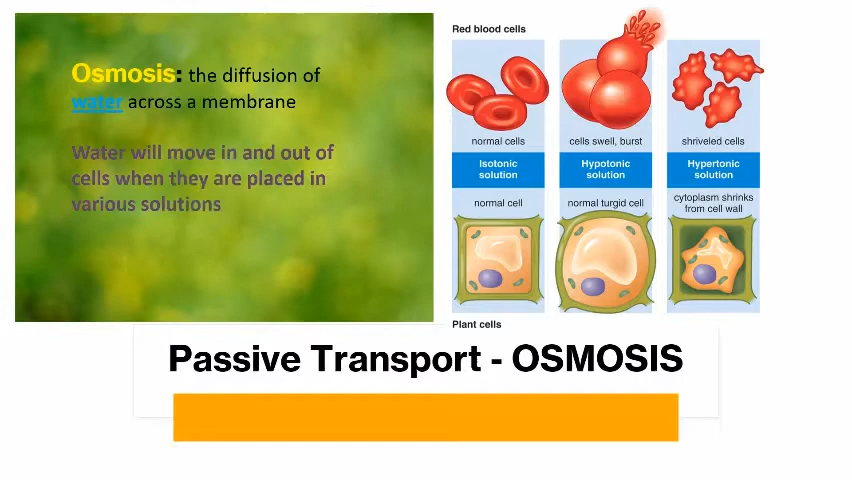 Osmosis: the diffusion of
water across a membrane
Water will move in and out of
cells when they are placed in
various solutions
Red blood cells
normal cells
cells swell, burst
shriveled cells
Isotonic
solution
Hypotonic
solution
Hypertonic
solution
normal cell
normal turgid cell
cytoplasm shrinks
from cell wall
Plant cells
Passive Transport - OSMOSIS